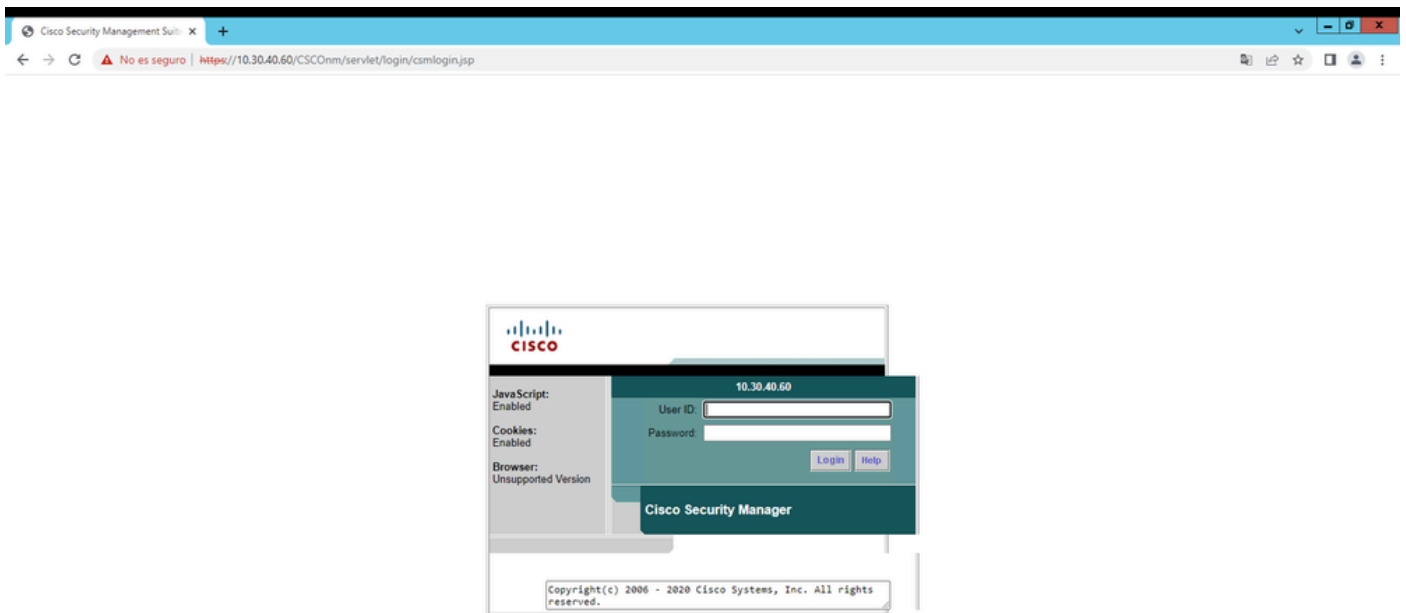 Cisco Security Management Suit
No es seguro | https://10.30.40.60/CSCOnm/servlet/login/csmlogin.jsp
CISCO
10.30.40.60
JavaScript:
Enabled
User ID:
Cookies:
Enabled
Password:
Login Help
Browser:
Unsupported Version
Cisco Security Manager
Copyright(c) 2006 - 2020 Cisco Systems, Inc. All rights
reserved.